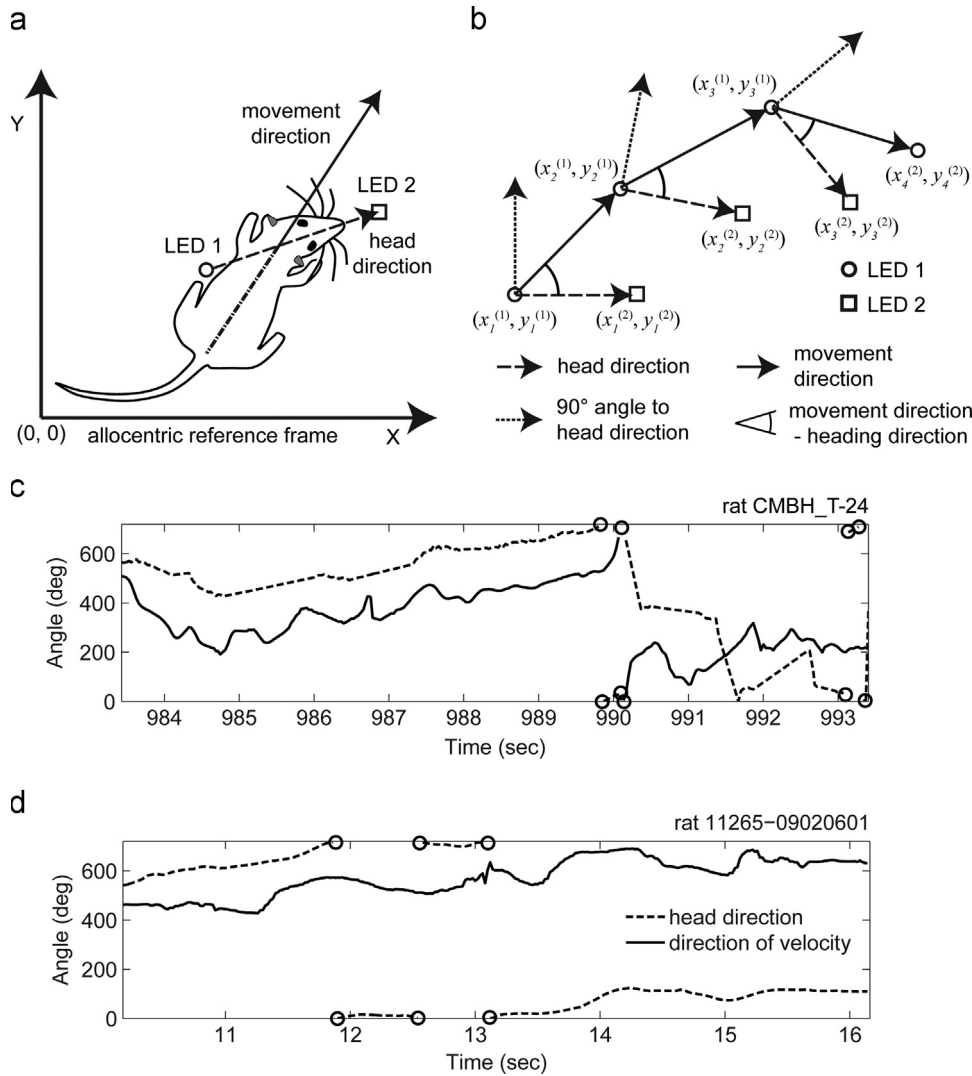 a
Y
movement
direction
LED 2
LED 1
head
direction
(0, 0)
allocentric reference frame
X
b
(x₃⁽¹⁾, y₃⁽¹⁾)
(x₂⁽¹⁾, y₂⁽¹⁾)
(x₄⁽²⁾, y₄⁽²⁾)
(x₂⁽²⁾, y₂⁽²⁾)
(x₃⁽²⁾, y₃⁽²⁾)
LED 1
LED 2
(x₁⁽¹⁾, y₁⁽¹⁾)
(x₁⁽²⁾, y₁⁽²⁾)
head direction
movement
direction
90° angle to
head direction
movement direction
- heading direction
c
rat CMBH_T-24
Angle (deg)
600
400
200
0
984 985 986 987 988 989 990 991 992 993
Time (sec)
d
rat 11265−09020601
Angle (deg)
600
400
200
0
head direction
direction of velocity
11 12 13 14 15 16
Time (sec)